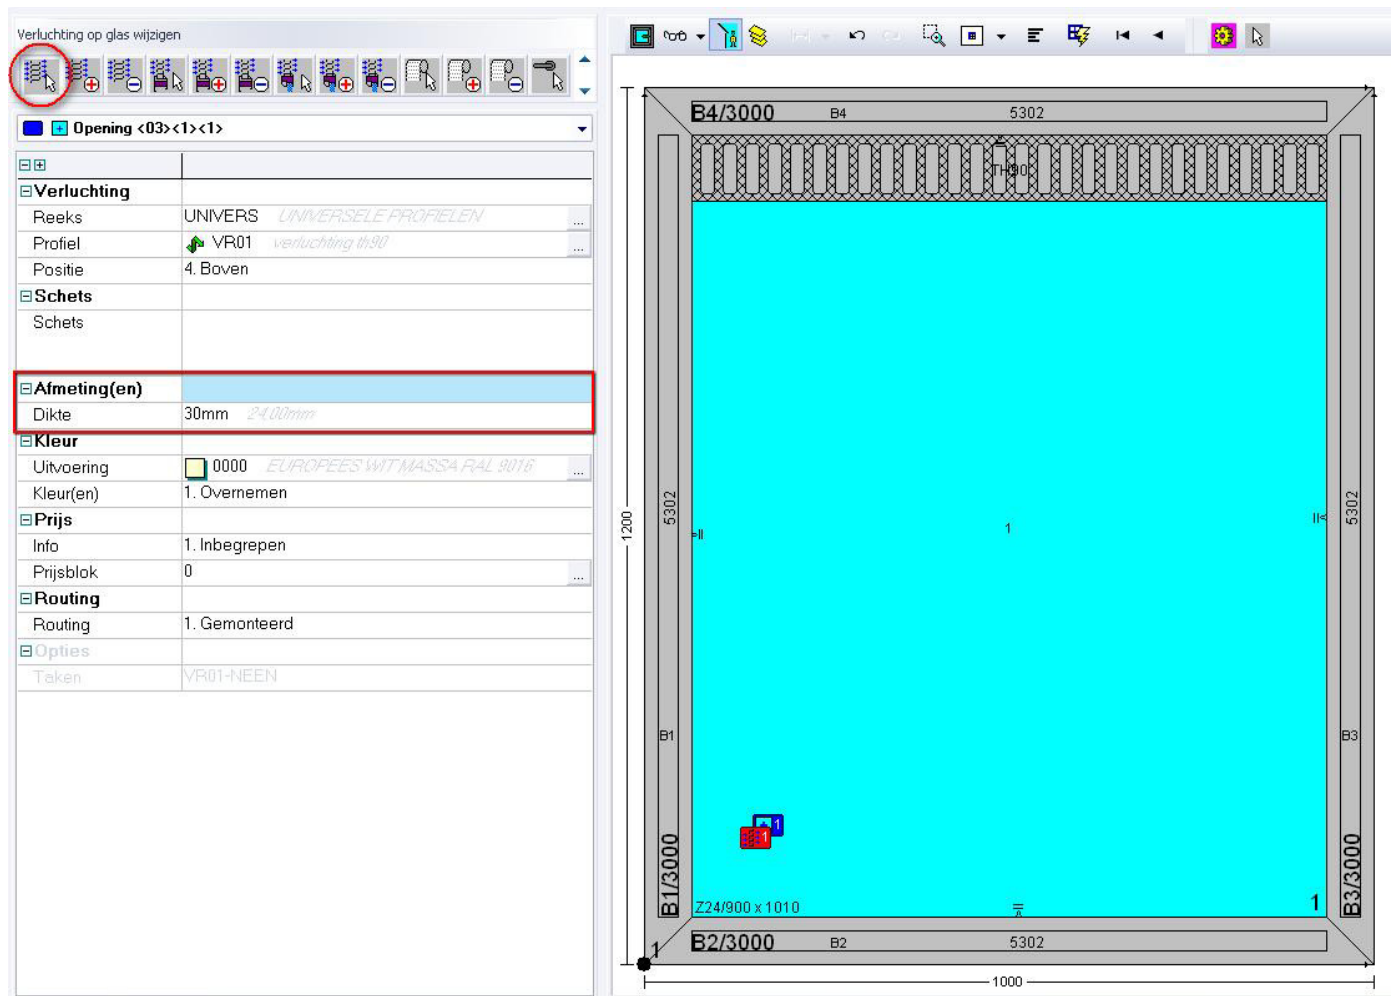 Verluchting op glas wijzigen
Opening <03><1><1>
Verluchting
Reeks UNIVERS UNIVERSELE PROFIELEN ...
Profiel VR01 verluchting th90 ...
Positie 4. Boven
Schets
Schets
Afmeting(en)
Dikte 30mm 24.00mm
Kleur
Uitvoering 0000 EUROPEES WIT MASSA RAL 9016 ...
Kleur(en) 1. Overnemen
Prijs
Info 1. Inbegrepen
Prijsblok 0 ...
Routing
Routing 1. Gemonteerd
Opties
Taken VR01-NEEN
B4/3000 B4 5302
TH90
1200
5302
1
5302
B1
B3
1
1
B1/3000
B3/3000
Z24/900 x 1010
1
1
B2/3000 B2 5302
1000